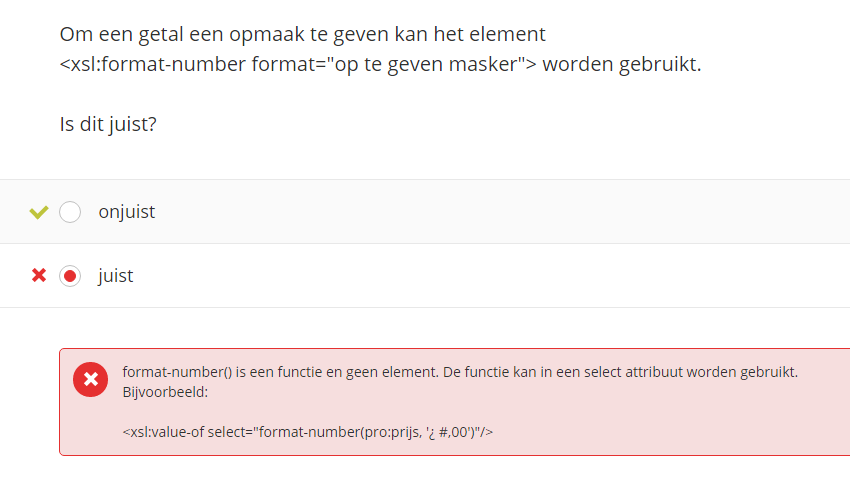 Om een getal een opmaak te geven kan het element
<xsl:format-number format="op te geven masker"> worden gebruikt.
Is dit juist?
onjuist
juist
format-number() is een functie en geen element. De functie kan in een select attribuut worden gebruikt.
Bijvoorbeeld:
<xsl:value-of select="format-number(pro:prijs, '¿ #,00')"/>